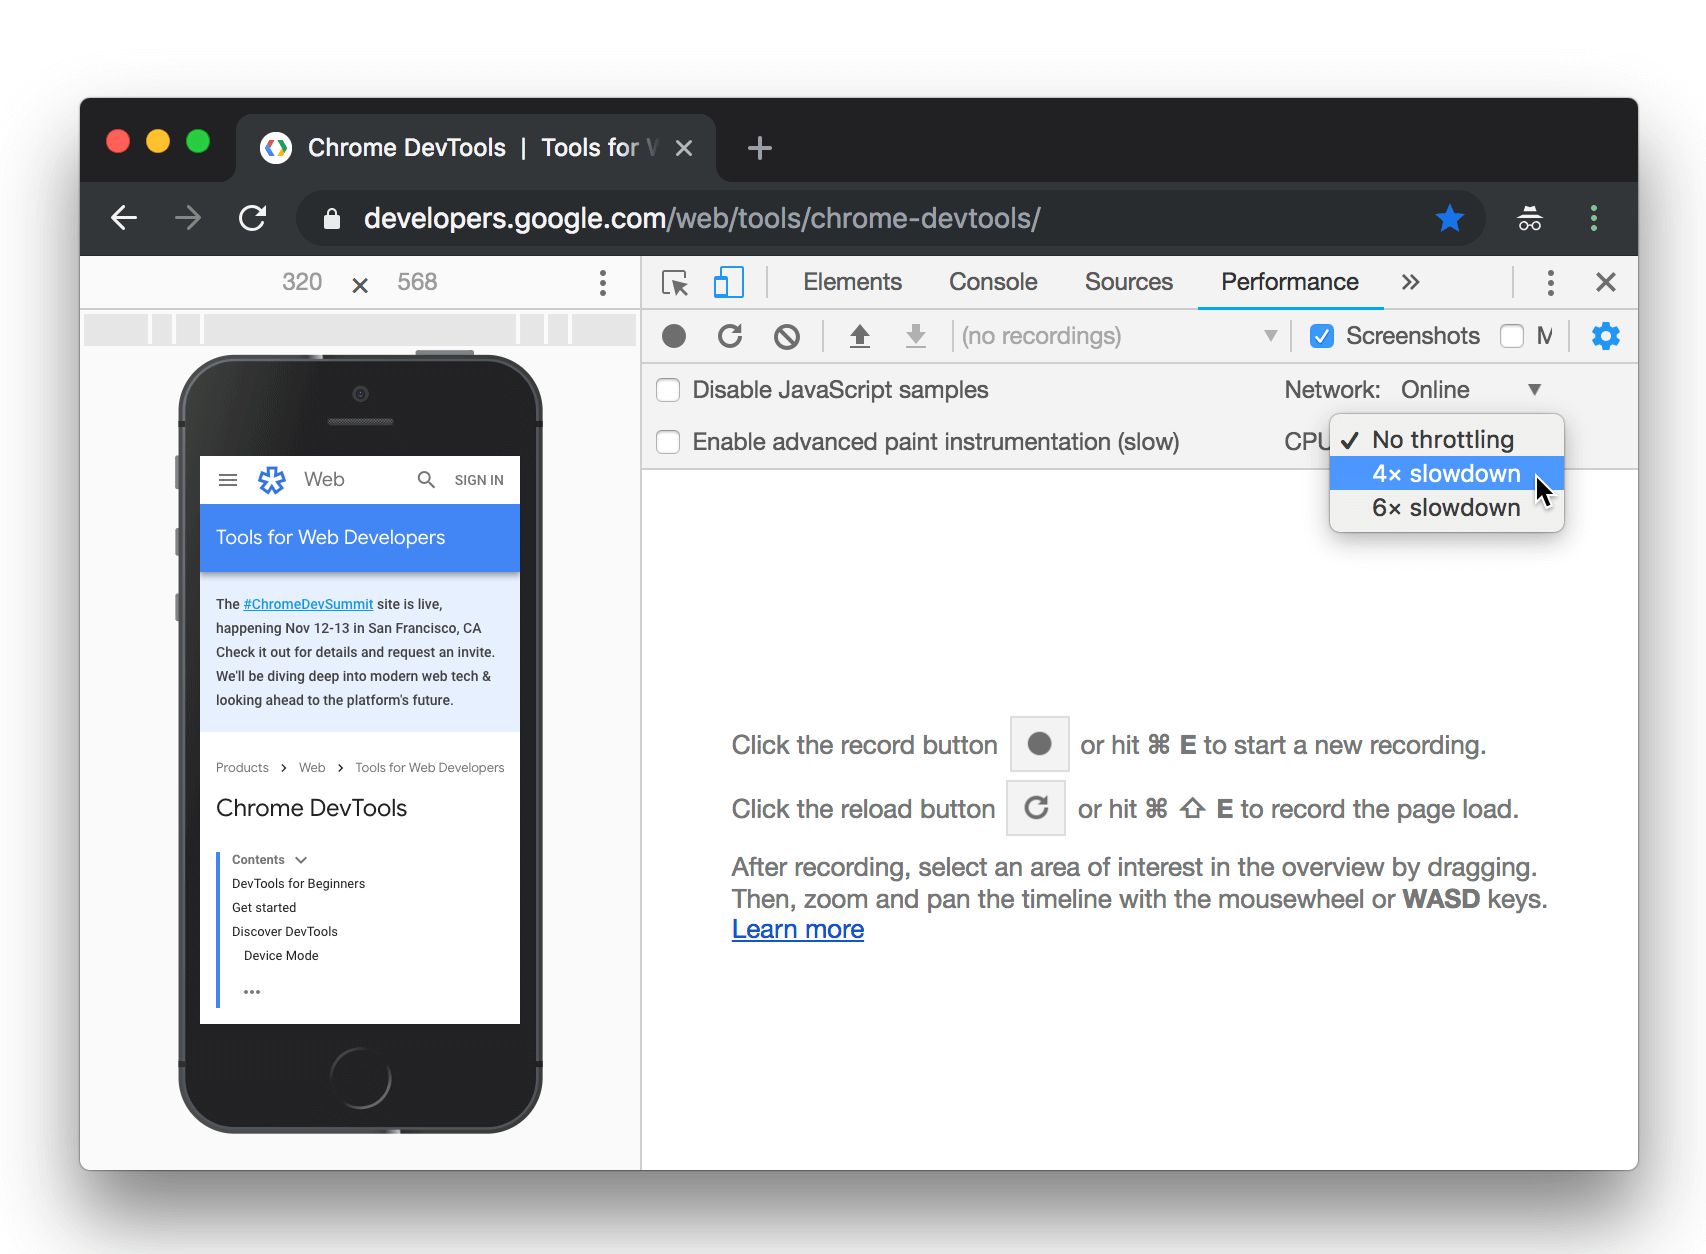 Chrome DevTools | Tools for W
developers.google.com/web/tools/chrome-devtools/
320 × 568
Elements Console Sources Performance »
(no recordings) Screenshots M
Disable JavaScript samples Network: Online
Enable advanced paint instrumentation (slow) CPU
✓ No throttling
4× slowdown
6× slowdown
Web SIGN IN
Tools for Web Developers
The #ChromeDevSummit site is live,
happening Nov 12-13 in San Francisco, CA
Check it out for details and request an invite.
We'll be diving deep into modern web tech &
looking ahead to the platform's future.
Products > Web > Tools for Web Developers
Chrome DevTools
Contents
DevTools for Beginners
Get started
Discover DevTools
Device Mode
...
Click the record button or hit ⌘ E to start a new recording.
Click the reload button or hit ⌘ ⇧ E to record the page load.
After recording, select an area of interest in the overview by dragging.
Then, zoom and pan the timeline with the mousewheel or WASD keys.
Learn more